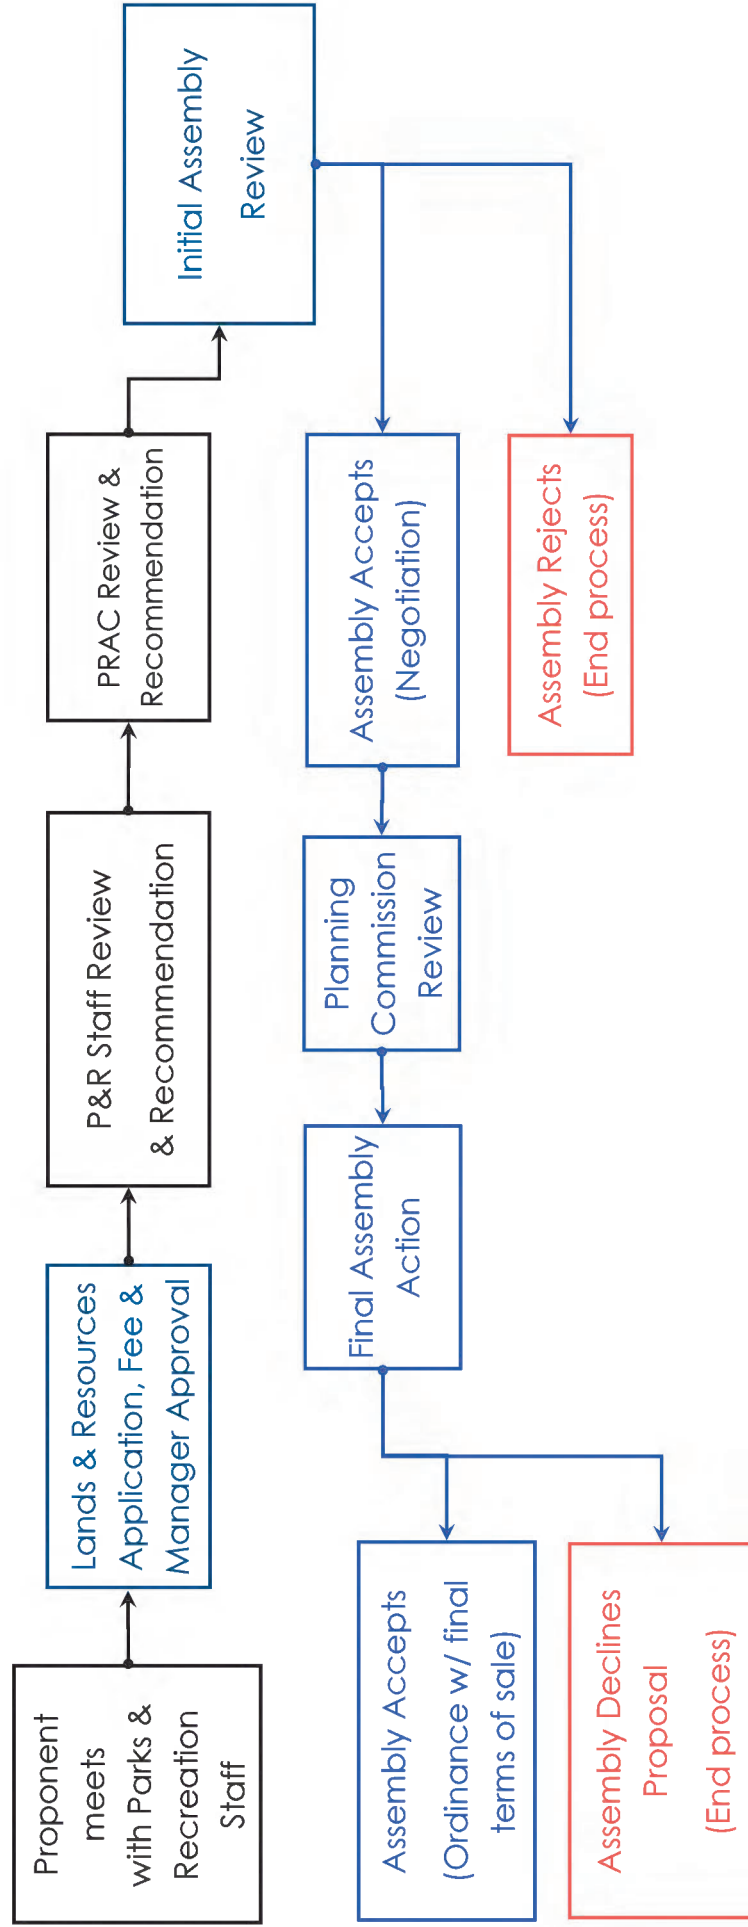 Proponent
meets
with Parks &
Recreation
Staff
Lands & Resources
Application, Fee &
Manager Approval
P&R Staff Review
& Recommendation
PRAC Review &
Recommendation
Initial Assembly
Review
Assembly Accepts
(Negotiation)
Assembly Rejects
(End process)
Planning
Commission
Review
Final Assembly
Action
Assembly Accepts
(Ordinance w/ final
terms of sale)
Assembly Declines
Proposal
(End process)